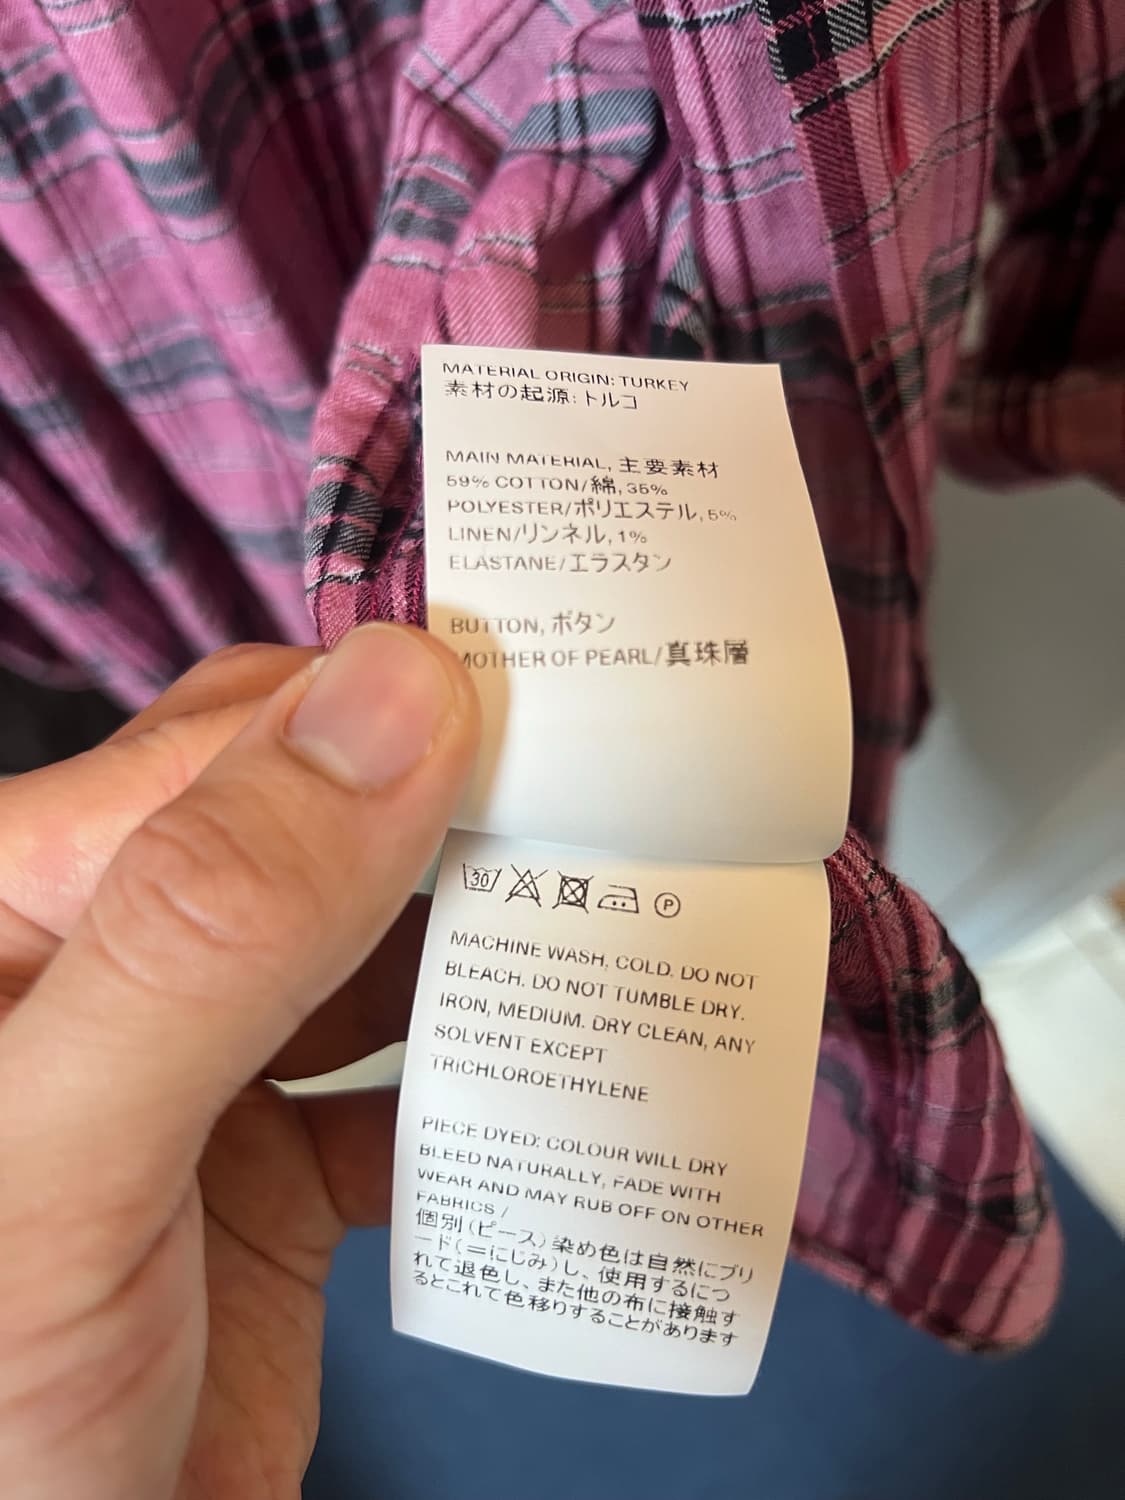 MATERIAL ORIGIN: TURKEY
素材の起源: トルコ
MAIN MATERIAL, 主要素材
59% COTTON/綿, 35%
POLYESTER/ポリエステル, 5%
LINEN/リンネル, 1%
ELASTANE/エラスタン
BUTTON, ボタン
MOTHER OF PEARL/真珠層
30
P
MACHINE WASH, COLD. DO NOT
BLEACH. DO NOT TUMBLE DRY.
IRON, MEDIUM. DRY CLEAN, ANY
SOLVENT EXCEPT
TRICHLOROETHYLENE
PIECE DYED: COLOUR WILL DRY
BLEED NATURALLY, FADE WITH
WEAR AND MAY RUB OFF ON OTHER
FABRICS /
個別(ピース)染め色は自然にブリ
ード(=にじみ)し、使用するにつ
れて退色し、また他の布に接触す
るとこれて色移りすることがあります